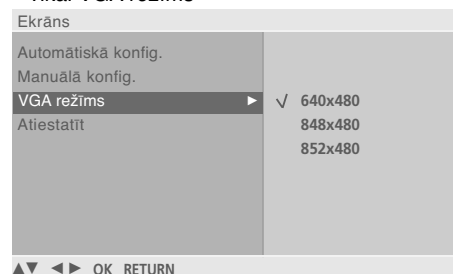 Ekrāns
Automātiskā konfig.
Manuālā konfig.
VGA režīms ► √ 640x480
Atiestatīt 848x480
852x480
▲▼ ◄► OK RETURN